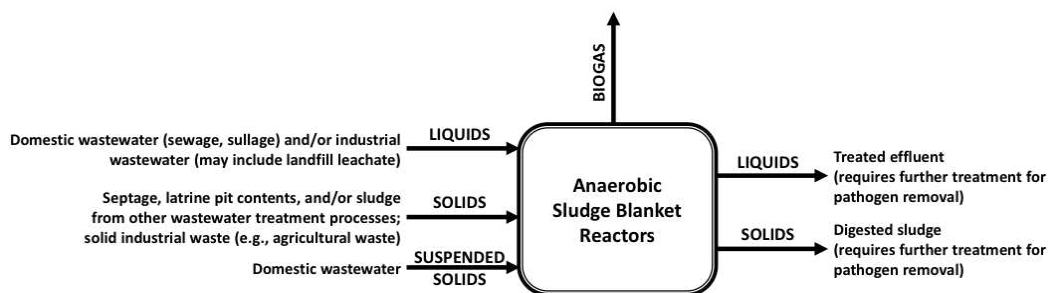 BIOGAS
Domestic wastewater (sewage, sullage) and/or industrial
wastewater (may include landfill leachate)
LIQUIDS
Septage, latrine pit contents, and/or sludge
from other wastewater treatment processes;
solid industrial waste (e.g., agricultural waste)
SOLIDS
Domestic wastewater
SUSPENDED
SOLIDS
Anaerobic
Sludge Blanket
Reactors
LIQUIDS
Treated effluent
(requires further treatment for
pathogen removal)
SOLIDS
Digested sludge
(requires further treatment for
pathogen removal)